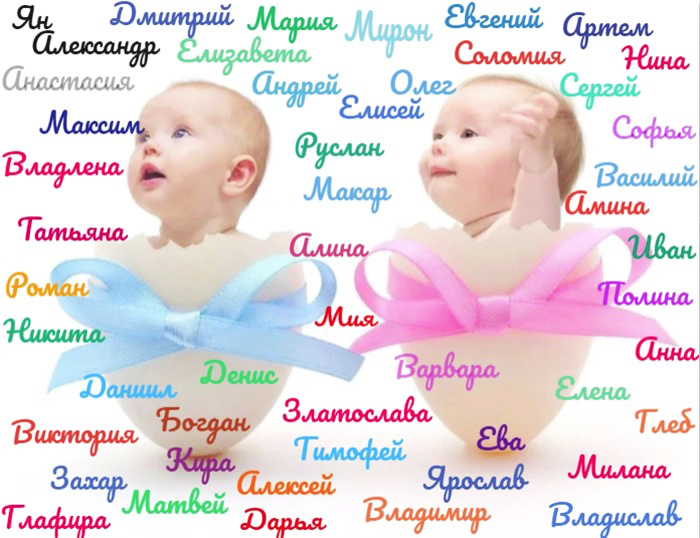 Ян
Дмитрий
Мария
Мирон
Евгений
Артем
Александр
Елизавета
Соломия
Нина
Анастасия
Андрей
Олег
Сергей
Елисей
Максим
Софья
Руслан
Владлена
Макар
Василий
Амина
Татьяна
Алина
Иван
Роман
Полина
Мия
Никита
Анна
Варвара
Даниил
Денис
Елена
Златослава
Богдан
Глеб
Виктория
Ева
Тимофей
Кира
Милана
Захар
Алексей
Ярослав
Матвей
Глафира
Дарья
Владимир
Владислав